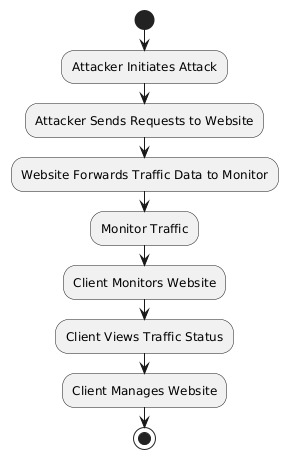 Attacker Initiates Attack
Attacker Sends Requests to Website
Website Forwards Traffic Data to Monitor
Monitor Traffic
Client Monitors Website
Client Views Traffic Status
Client Manages Website